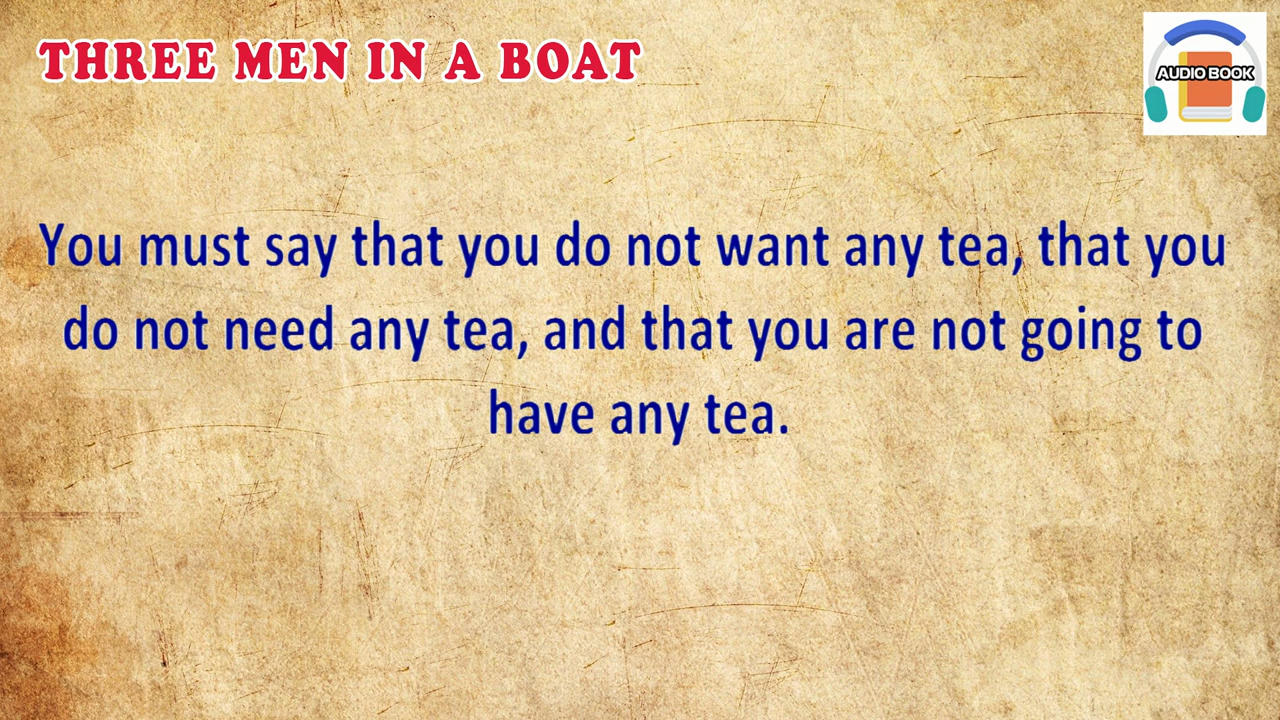 THREE MEN IN A BOAT
AUDIO BOOK
You must say that you do not want any tea, that you
do not need any tea, and that you are not going to
have any tea.